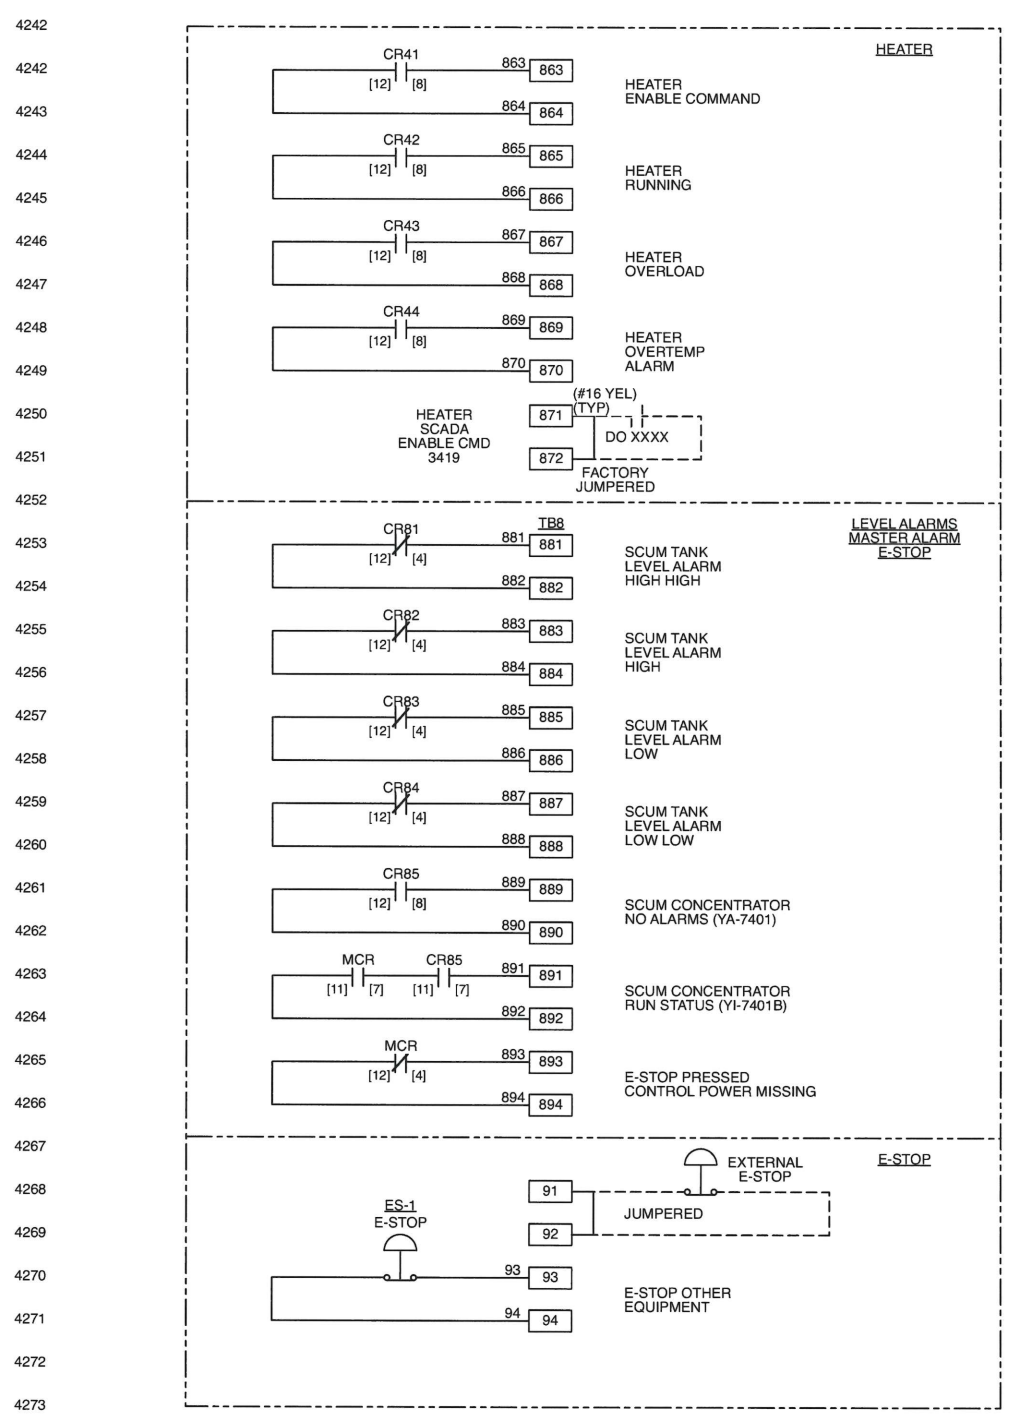 4242
HEATER
CR41
4242
863 863
[12] [8]
HEATER
ENABLE COMMAND
4243
864 864
CR42
4244
865 865
[12] [8]
HEATER
RUNNING
4245
866 866
CR43
4246
867 867
[12] [8]
HEATER
OVERLOAD
4247
868 868
CR44
4248
869 869
[12] [8]
HEATER
OVERTEMP
ALARM
4249
870 870
(#16 YEL)
(TYP)
4250
HEATER
SCADA
ENABLE CMD
3419
871
DO XXXX
4251
872
FACTORY
JUMPERED
4252
TB8
LEVEL ALARMS
MASTER ALARM
E-STOP
CR81
4253
881 881
[12] [4]
SCUM TANK
LEVEL ALARM
HIGH HIGH
4254
882 882
CR82
4255
883 883
[12] [4]
SCUM TANK
LEVEL ALARM
HIGH
4256
884 884
CR83
4257
885 885
[12] [4]
SCUM TANK
LEVEL ALARM
LOW
4258
886 886
CR84
4259
887 887
[12] [4]
SCUM TANK
LEVEL ALARM
LOW LOW
4260
888 888
CR85
4261
889 889
[12] [8]
SCUM CONCENTRATOR
NO ALARMS (YA-7401)
4262
890 890
MCR CR85
4263
891 891
[11] [7] [11] [7]
SCUM CONCENTRATOR
RUN STATUS (YI-7401B)
4264
892 892
MCR
4265
893 893
[12] [4]
E-STOP PRESSED
CONTROL POWER MISSING
4266
894 894
4267
E-STOP
EXTERNAL
E-STOP
4268
91
JUMPERED
4269
92
ES-1
E-STOP
4270
93 93
E-STOP OTHER
EQUIPMENT
4271
94 94
4272
4273